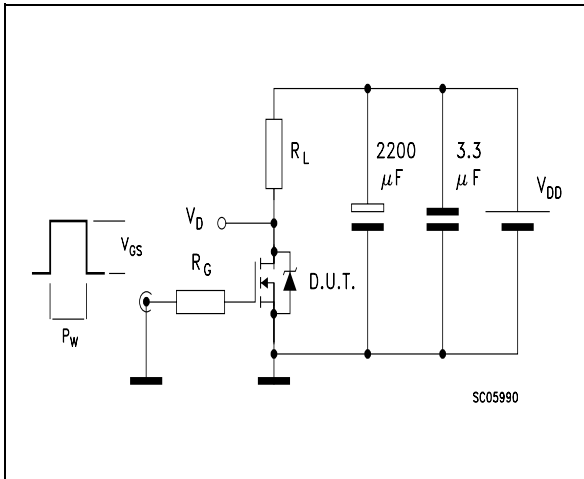 R_L
2200
μF
3.3
μF
V_DD
V_D
V_GS
R_G
D.U.T.
P_W
SC05990